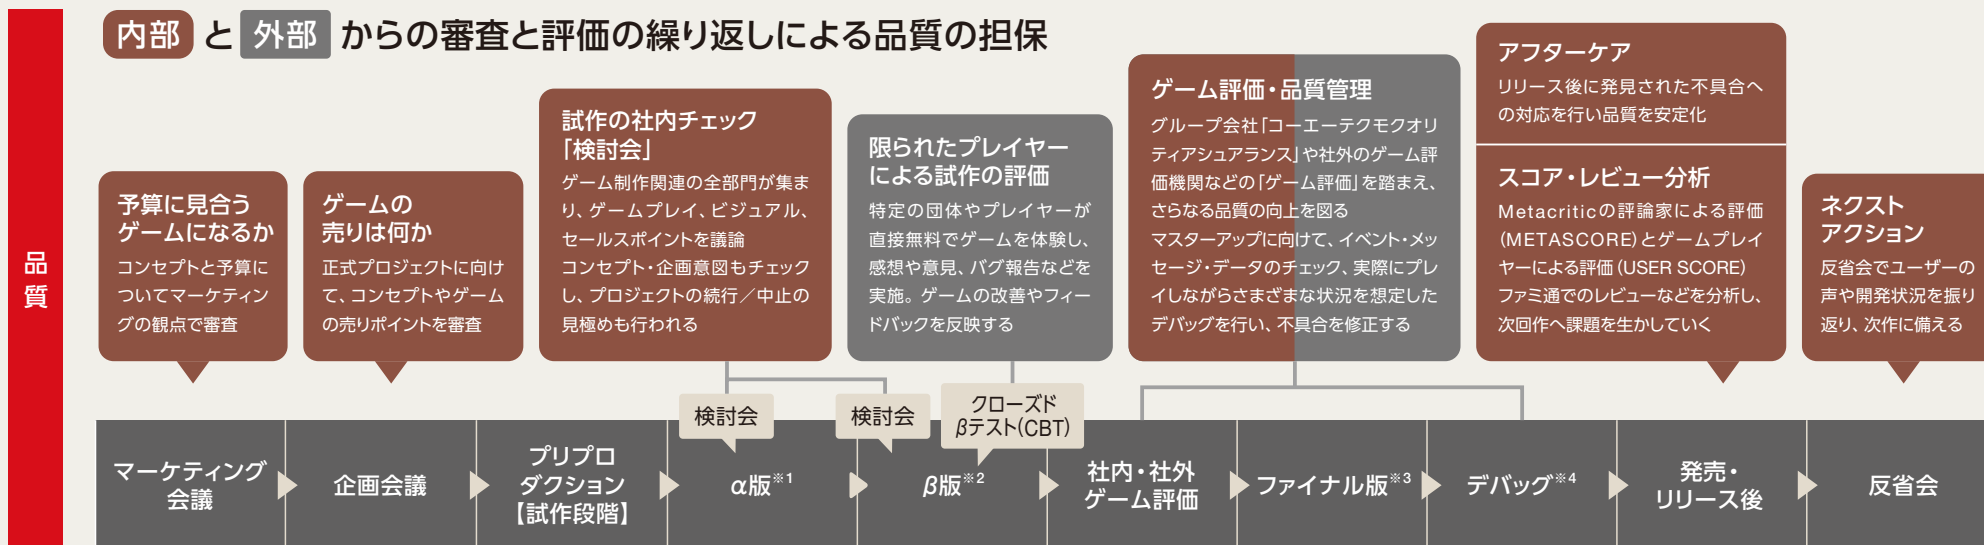 品質
内部 と 外部 からの審査と評価の繰り返しによる品質の担保
予算に見合う
ゲームになるか
コンセプトと予算に
ついてマーケティン
グの観点で審査
ゲームの
売りは何か
正式プロジェクトに向け
て、コンセプトやゲーム
の売りポイントを審査
試作の社内チェック
「検討会」
ゲーム制作関連の全部門が集ま
り、ゲームプレイ、ビジュアル、
セールスポイントを議論
コンセプト・企画意図もチェック
し、プロジェクトの続行／中止の
見極めも行われる
限られたプレイヤー
による試作の評価
特定の団体やプレイヤーが
直接無料でゲームを体験し、
感想や意見、バグ報告などを
実施。ゲームの改善やフィー
ドバックを反映する
ゲーム評価・品質管理
グループ会社「コーエーテクモクオリ
ティアシュアランス」や社外のゲーム評
価機関などの「ゲーム評価」を踏まえ、
さらなる品質の向上を図る
マスターアップに向けて、イベント・メッ
セージ・データのチェック、実際にプレ
イしながらさまざまな状況を想定した
デバッグを行い、不具合を修正する
アフターケア
リリース後に発見された不具合へ
の対応を行い品質を安定化
スコア・レビュー分析
Metacriticの評論家による評価
(METASCORE)とゲームプレイ
ヤーによる評価(USER SCORE)
ファミ通でのレビューなどを分析し、
次回作へ課題を生かしていく
ネクスト
アクション
反省会でユーザーの
声や開発状況を振り
返り、次作に備える
検討会
検討会
クローズド
βテスト(CBT)
マーケティング
会議
企画会議
プリプロ
ダクション
【試作段階】
α版※1
β版※2
社内・社外
ゲーム評価
ファイナル版※3
デバッグ※4
発売・
リリース後
反省会